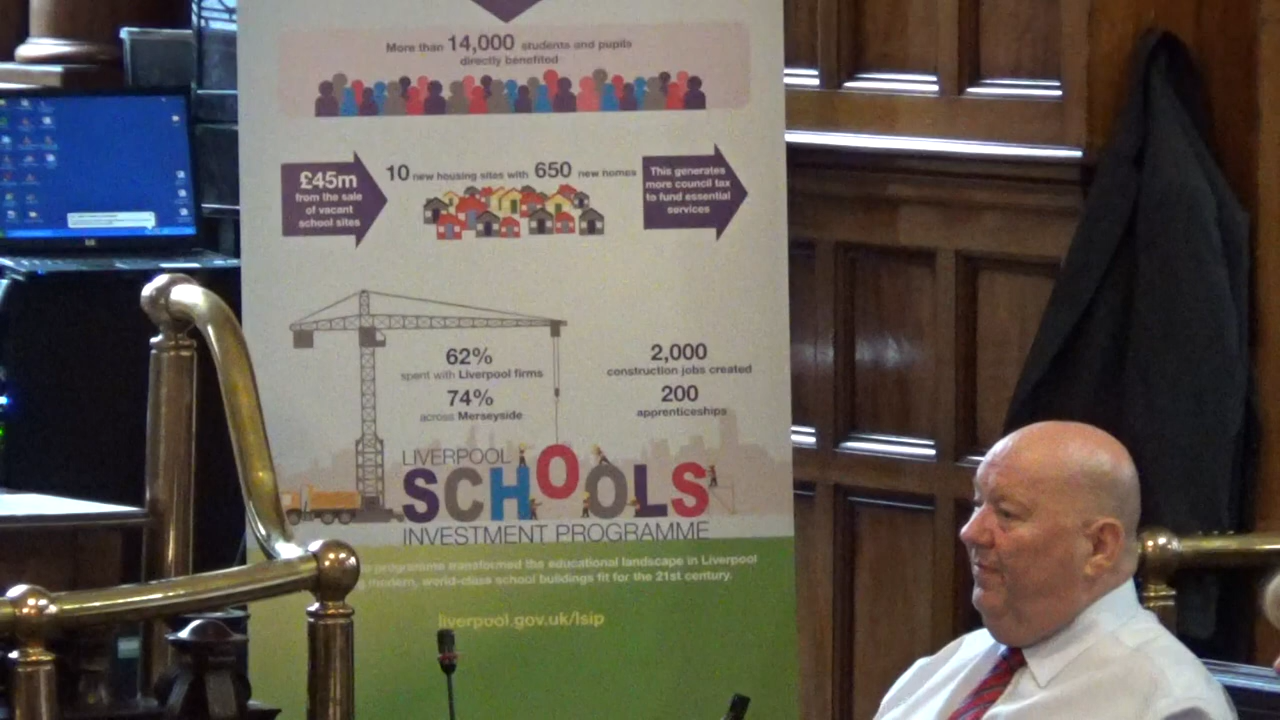 More than 14,000 students and pupils
directly benefited
£45m
from the sale
of vacant
school sites
10 new housing sites with 650 new homes
This generates
more council tax
to fund essential
services
62%
spent with Liverpool firms
74%
across Merseyside
2,000
construction jobs created
200
apprenticeships
LIVERPOOL
SCHOOLS
INVESTMENT PROGRAMME
programme transformed the educational landscape in Liverpool
modern, world-class school buildings fit for the 21st century.
liverpool.gov.uk/lsip